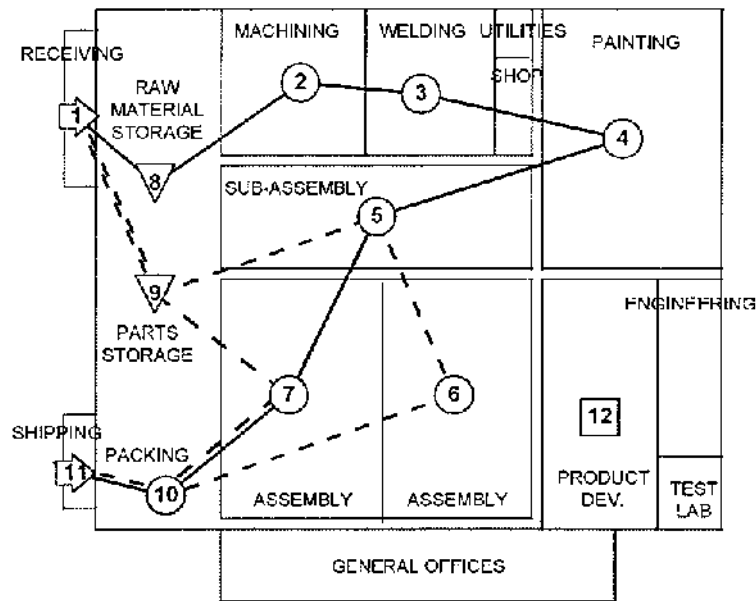 MACHINING
WELDING
UTILITIES
PAINTING
RECEIVING
SHOP
RAW
MATERIAL
STORAGE
1
2
3
4
8
SUB-ASSEMBLY
5
9
PARTS
STORAGE
ENGINEERING
7
6
12
SHIPPING
PACKING
11
10
ASSEMBLY
ASSEMBLY
PRODUCT
DEV.
TEST
LAB
GENERAL OFFICES